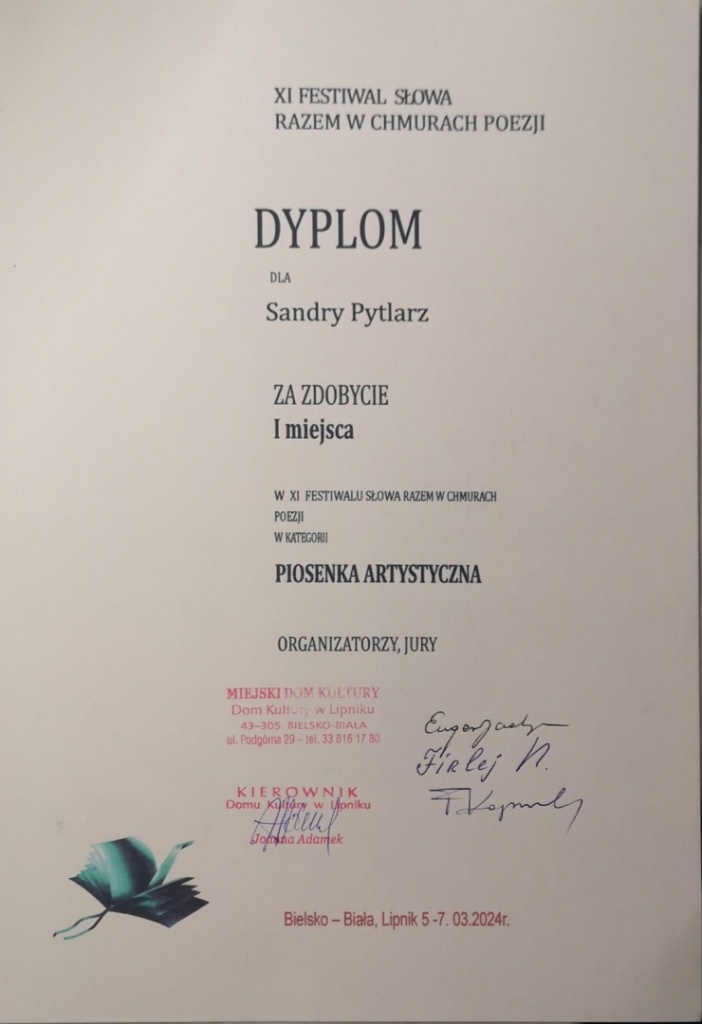 XI FESTIWAL SŁOWA
RAZEM W CHMURACH POEZJI
DYPLOM
DLA
Sandry Pytlarz
ZA ZDOBYCIE
I miejsca
W XI FESTIWALU SŁOWA RAZEM W CHMURACH
POEZJI
W KATEGORII
PIOSENKA ARTYSTYCZNA
ORGANIZATORZY, JURY
MIEJSKI DOM KULTURY
Dom Kultury w Lipniku
43-305 BIELSKO-BIAŁA
ul. Podgórna 29 - tel. 33 816 17 80
Firlej N.
KIEROWNIK
Domu Kultury w Lipniku
Joanna Adamek
Bielsko – Biała, Lipnik 5 -7. 03.2024r.